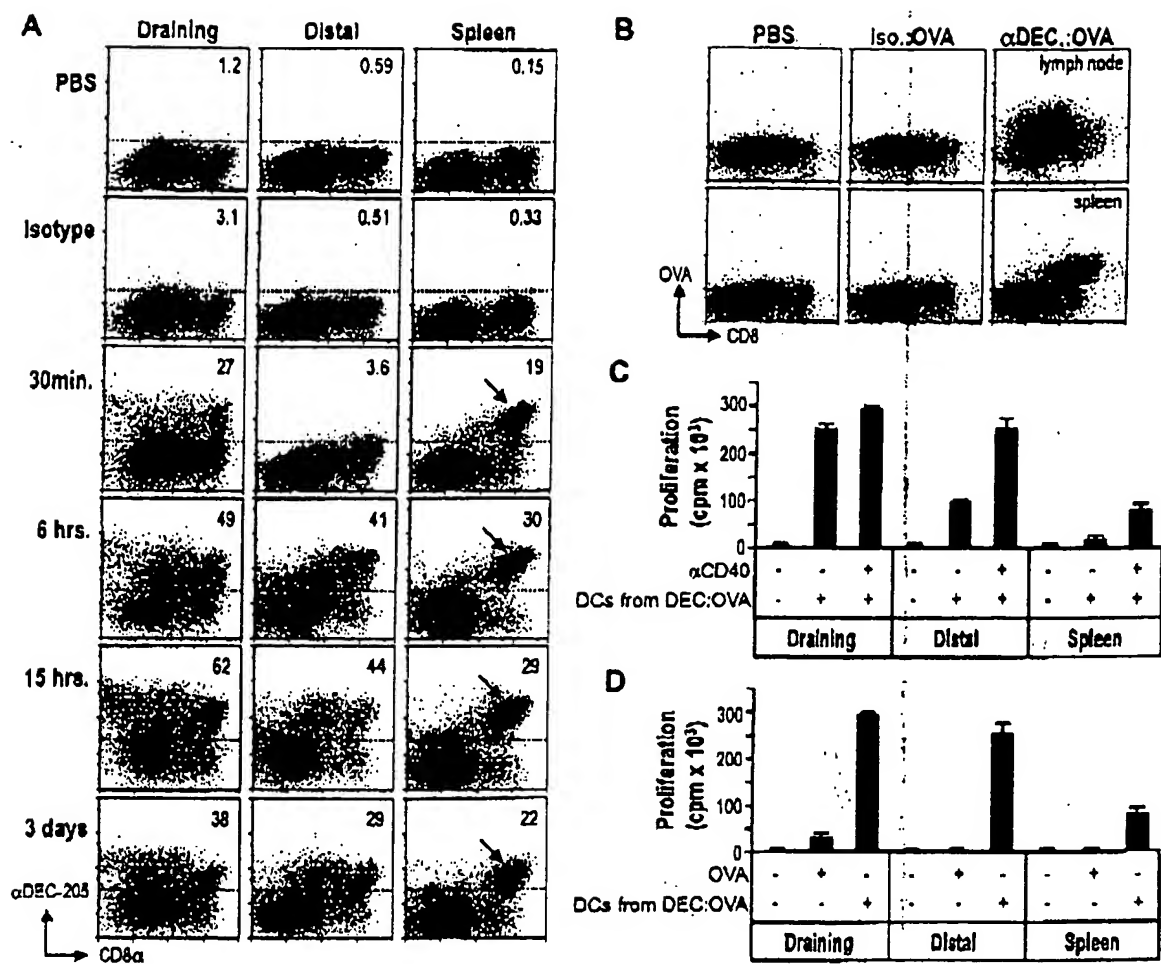 A
Draining Distal Spleen
PBS
1.2 0.59 0.15
Isotype
3.1 0.51 0.33
30min.
27 3.6 19
6 hrs.
49 41 30
15 hrs.
62 44 29
3 days
38 29 22
αDEC-205
CD8α
B
PBS Iso.:OVA αDEC.:OVA
lymph node
spleen
OVA
CD8
C
Proliferation
(cpm x 10³)
300
200
100
0
αCD40 - - + - - + - - +
DCs from DEC:OVA - + + - + + - + +
Draining Distal Spleen
D
Proliferation
(cpm x 10³)
300
200
100
0
OVA - + - - + - - + -
DCs from DEC:OVA - - + - - + - - +
Draining Distal Spleen